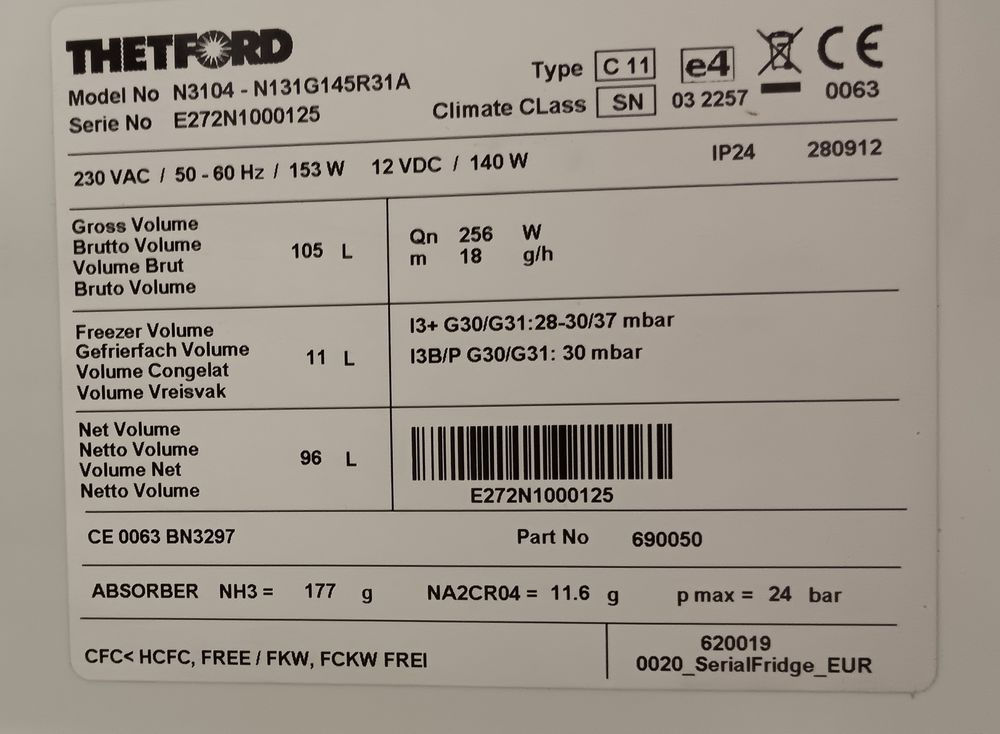 THETFORD
Model No N3104 - N131G145R31A
Serie No E272N1000125
Type C 11
Climate CLass SN
e4
03 2257
CE
0063
230 VAC / 50 - 60 Hz / 153 W 12 VDC / 140 W IP24 280912
Gross Volume
Brutto Volume
Volume Brut
Bruto Volume
105 L
Qn 256 W
m 18 g/h
Freezer Volume
Gefrierfach Volume
Volume Congelat
Volume Vreisvak
11 L
I3+ G30/G31:28-30/37 mbar
I3B/P G30/G31: 30 mbar
Net Volume
Netto Volume
Volume Net
Netto Volume
96 L
E272N1000125
CE 0063 BN3297 Part No 690050
ABSORBER NH3 = 177 g NA2CR04 = 11.6 g p max = 24 bar
CFC< HCFC, FREE / FKW, FCKW FREI
620019
0020_SerialFridge_EUR